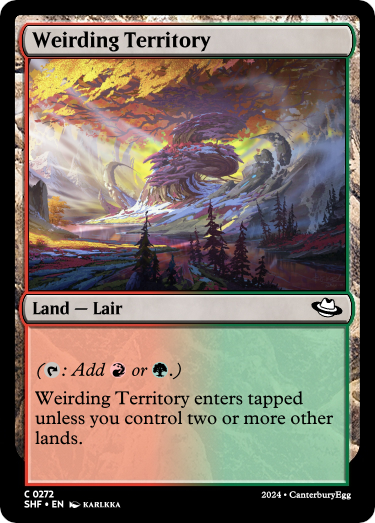 Weirding Territory
Land — Lair
(: Add or .)
Weirding Territory enters tapped
unless you control two or more other
lands.
C 0272
SHF • EN KARLKKA
2024 • CanterburyEgg